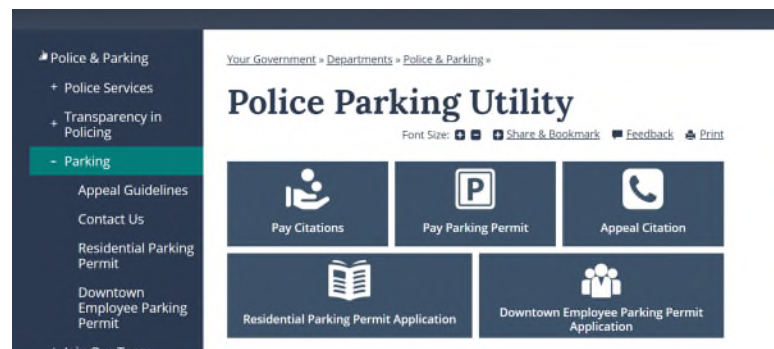 Police & Parking
+ Police Services
+ Transparency in
Policing
- Parking
Appeal Guidelines
Contact Us
Residential Parking
Permit
Downtown
Employee Parking
Permit
Your Government » Departments » Police & Parking »
Police Parking Utility
Font Size: + - + Share & Bookmark Feedback Print
Pay Citations
P
Pay Parking Permit
Appeal Citation
Residential Parking Permit Application
Downtown Employee Parking Permit
Application